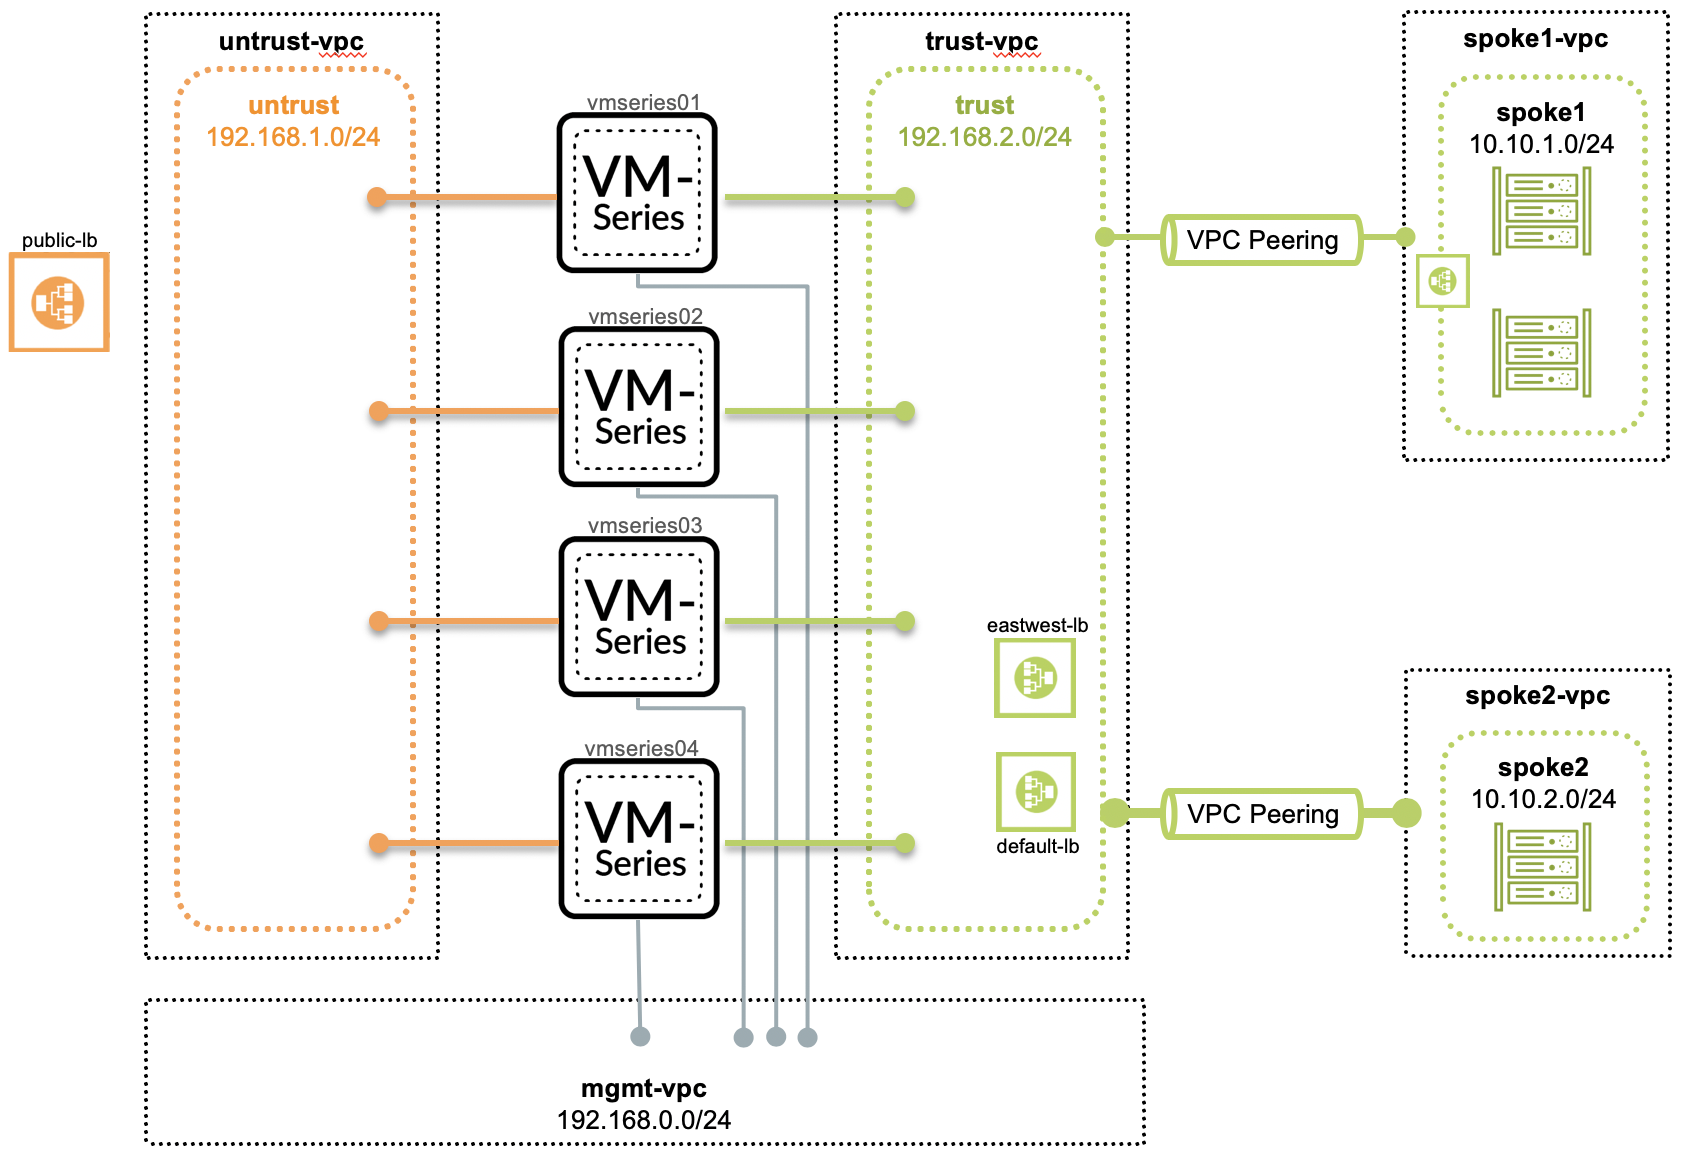 untrust-vpc
untrust
192.168.1.0/24
public-lb
vmseries01
VM-
Series
vmseries02
VM-
Series
vmseries03
VM-
Series
vmseries04
VM-
Series
trust-vpc
trust
192.168.2.0/24
eastwest-lb
default-lb
VPC Peering
VPC Peering
spoke1-vpc
spoke1
10.10.1.0/24
spoke2-vpc
spoke2
10.10.2.0/24
mgmt-vpc
192.168.0.0/24